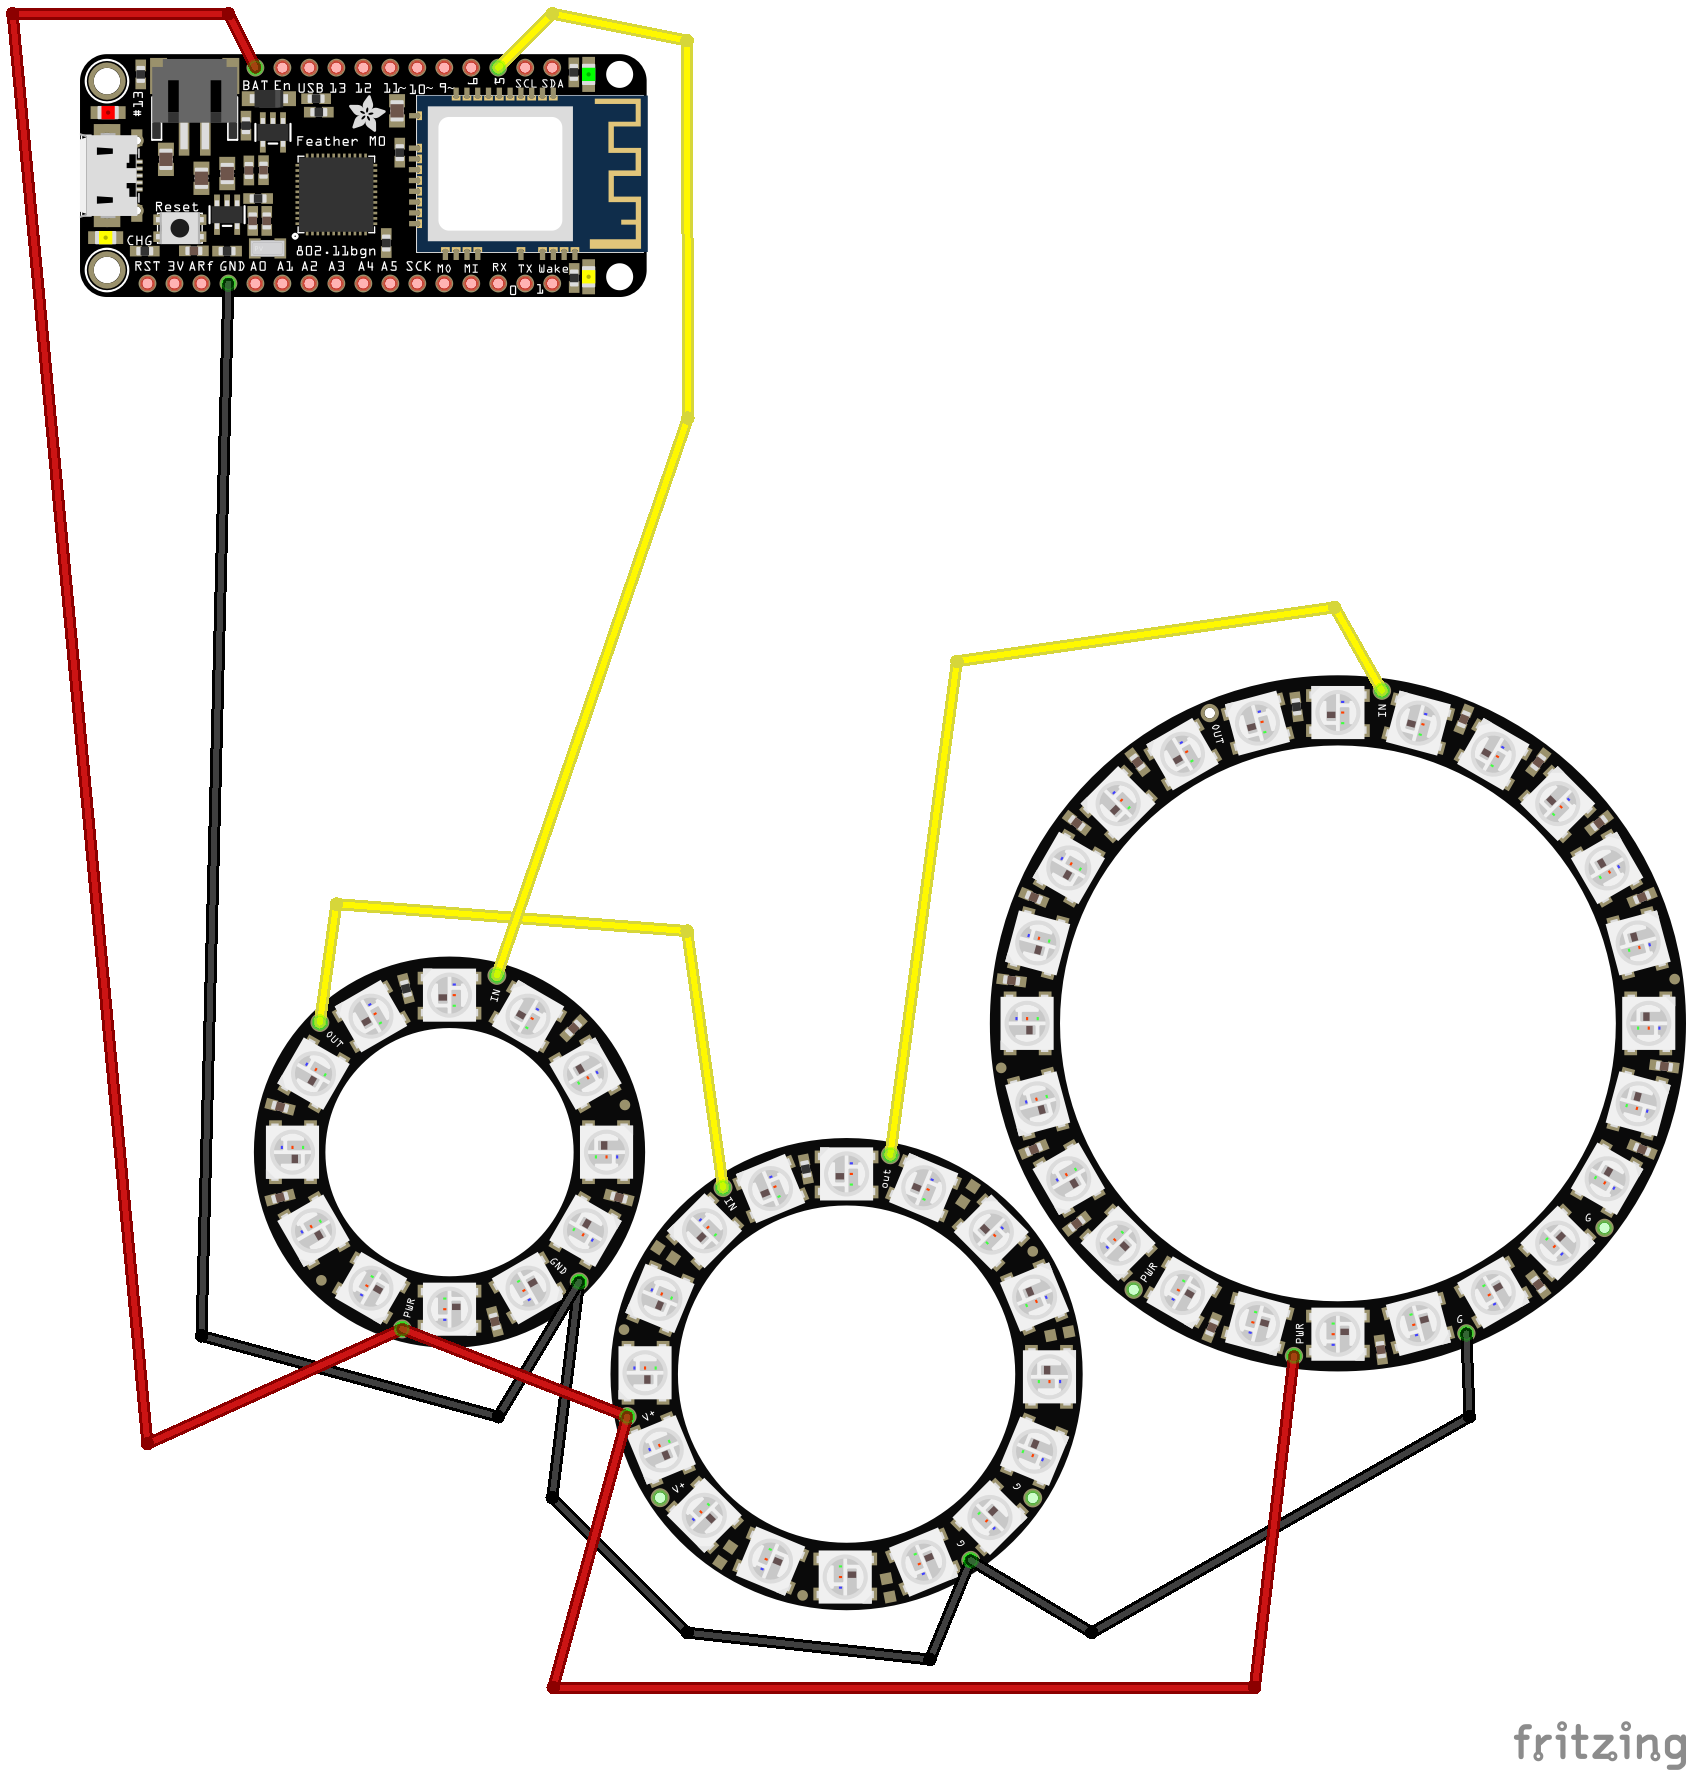 BAT En USB 13 12 11~ 10~ 9~ 6 5 SCL SDA
#13
Feather M0
Reset
CHG
802.11bgn
RST 3V ARf GND A0 A1 A2 A3 A4 A5 SCK M0 MI RX TX Wake
0 1
IN
OUT
GND
PWR
IN
out
V+
V+
G
G
OUT
IN
G
G
PWR
PWR
fritzing